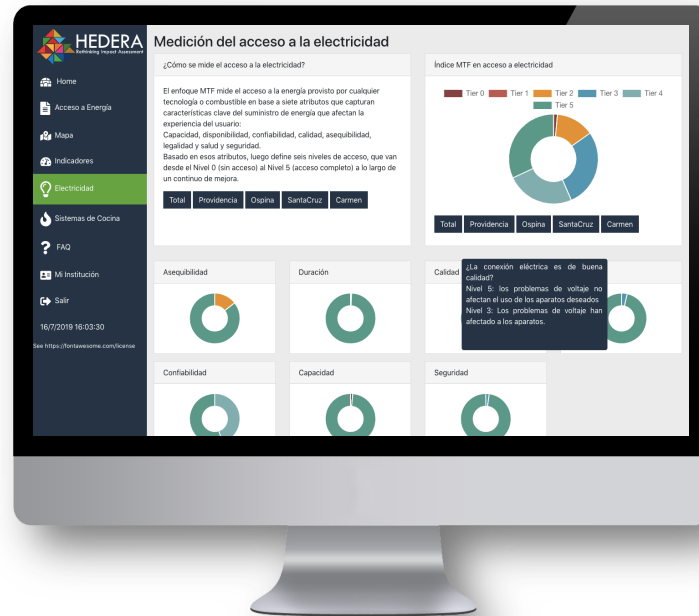 HEDERA
Rethinking Impact Assessment
Home
Acceso a Energía
Mapa
Indicadores
Electricidad
Sistemas de Cocina
FAQ
Mi Institución
Salir
16/7/2019 16:03:30
See https://fontawesome.com/license
Medición del acceso a la electricidad
¿Cómo se mide el acceso a la electricidad?
El enfoque MTF mide el acceso a la energía provisto por cualquier
tecnología o combustible en base a siete atributos que capturan
características clave del suministro de energía que afectan la
experiencia del usuario:
Capacidad, disponibilidad, confiabilidad, calidad, asequibilidad,
legalidad y salud y seguridad.
Basado en esos atributos, luego define seis niveles de acceso, que van
desde el Nivel 0 (sin acceso) al Nivel 5 (acceso completo) a lo largo de
un continuo de mejora.
Total Providencia Ospina SantaCruz Carmen
Índice MTF en acceso a electricidad
Tier 0 Tier 1 Tier 2 Tier 3 Tier 4
Tier 5
Total Providencia Ospina SantaCruz Carmen
Asequibilidad
Duración
Calidad
¿La conexión eléctrica es de buena
calidad?
Nivel 5: los problemas de voltaje no
afectan el uso de los aparatos deseados
Nivel 3: Los problemas de voltaje han
afectado a los aparatos.
Confiabilidad
Capacidad
Seguridad